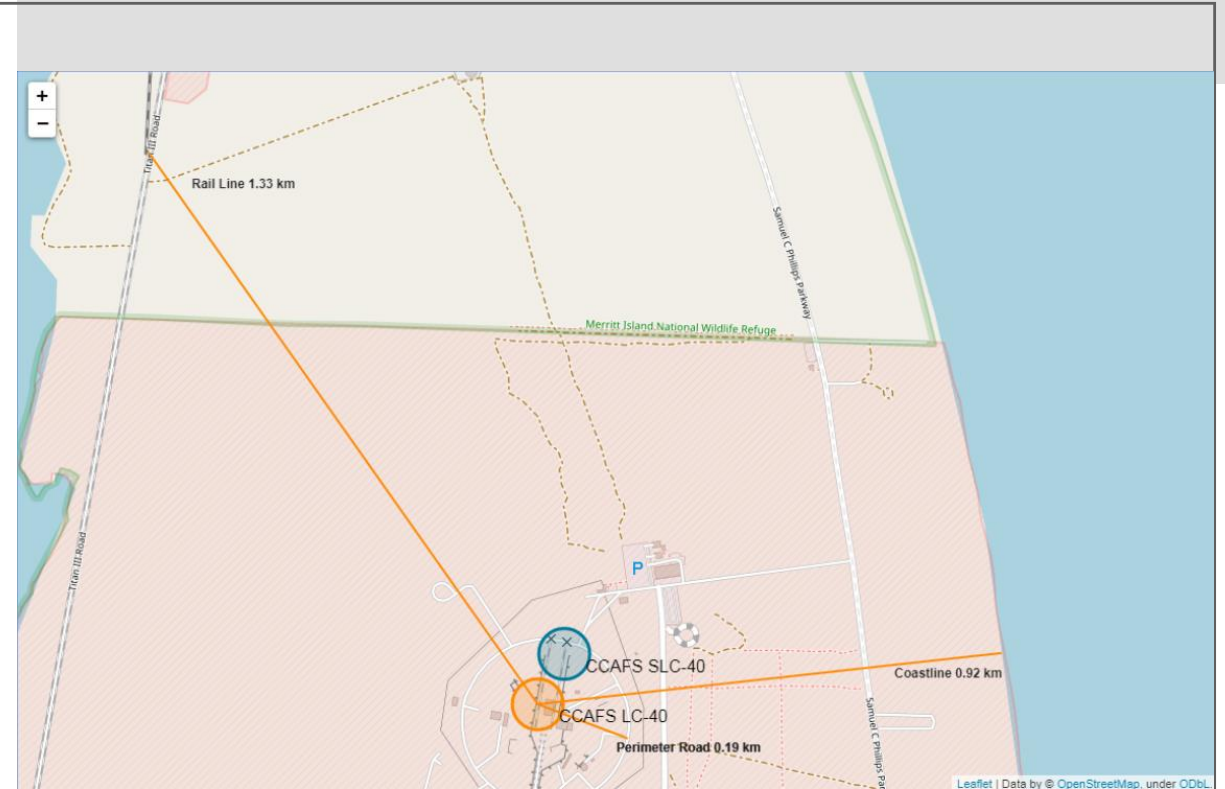 +
−
Titan III Road
Rail Line 1.33 km
Samuel C Phillips Parkway
Merritt Island National Wildlife Refuge
Titan III Road
P
CCAFS SLC-40
Coastline 0.92 km
CCAFS LC-40
Perimeter Road 0.19 km
Samuel C Phillips Pa
Leaflet | Data by © OpenStreetMap, under ODbL.